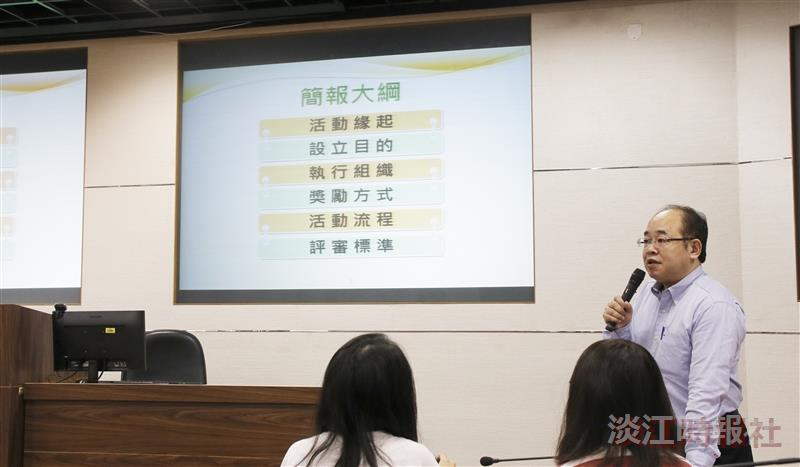 簡報大綱
活動緣起
設立目的
執行組織
獎勵方式
活動流程
評審標準
淡江時報社